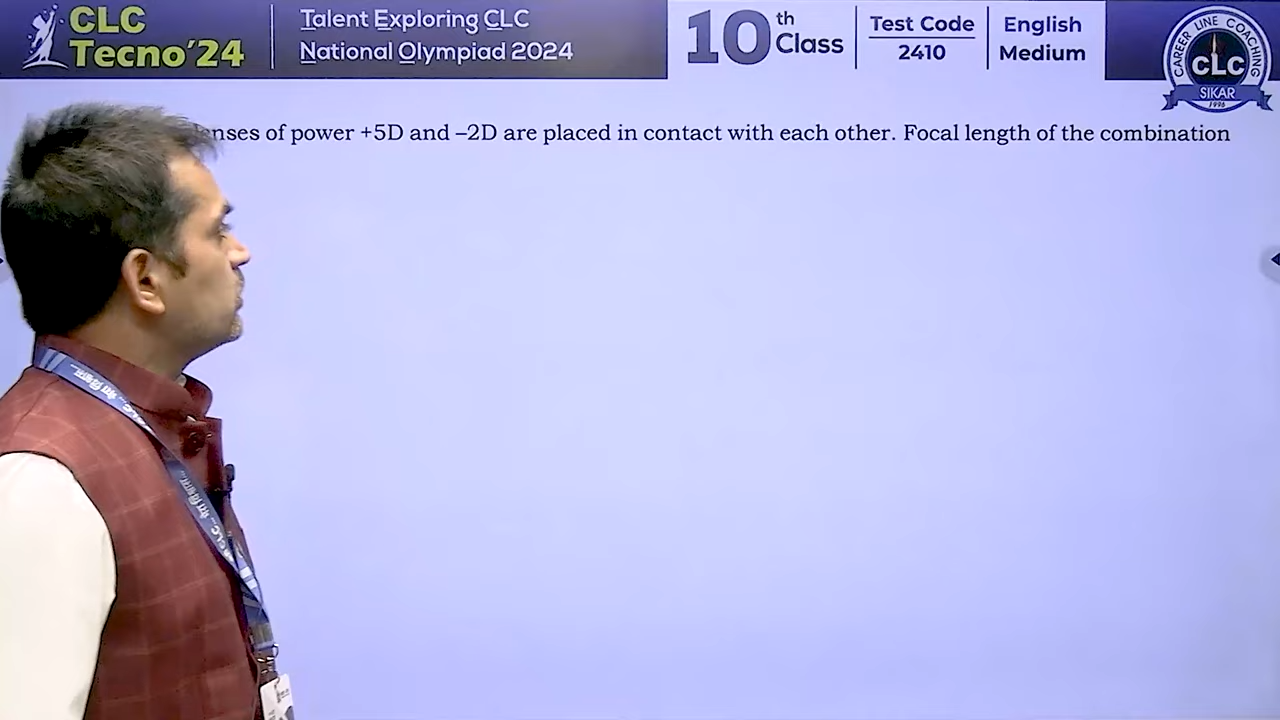 CLC
Tecno'24
Talent Exploring CLC
National Olympiad 2024
10th Class
Test Code
2410
English
Medium
CAREER LINE COACHING
CLC
SIKAR
1996
of power +5D and –2D are placed in contact with each other. Focal length of the combination